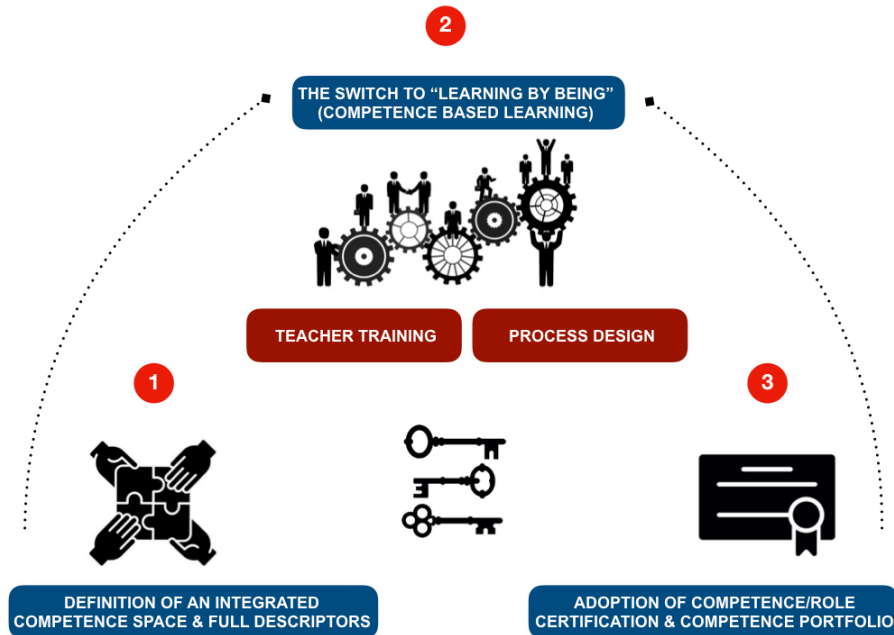 2
THE SWITCH TO “LEARNING BY BEING”
(COMPETENCE BASED LEARNING)
TEACHER TRAINING
PROCESS DESIGN
1
3
DEFINITION OF AN INTEGRATED
COMPETENCE SPACE & FULL DESCRIPTORS
ADOPTION OF COMPETENCE/ROLE
CERTIFICATION & COMPETENCE PORTFOLIO